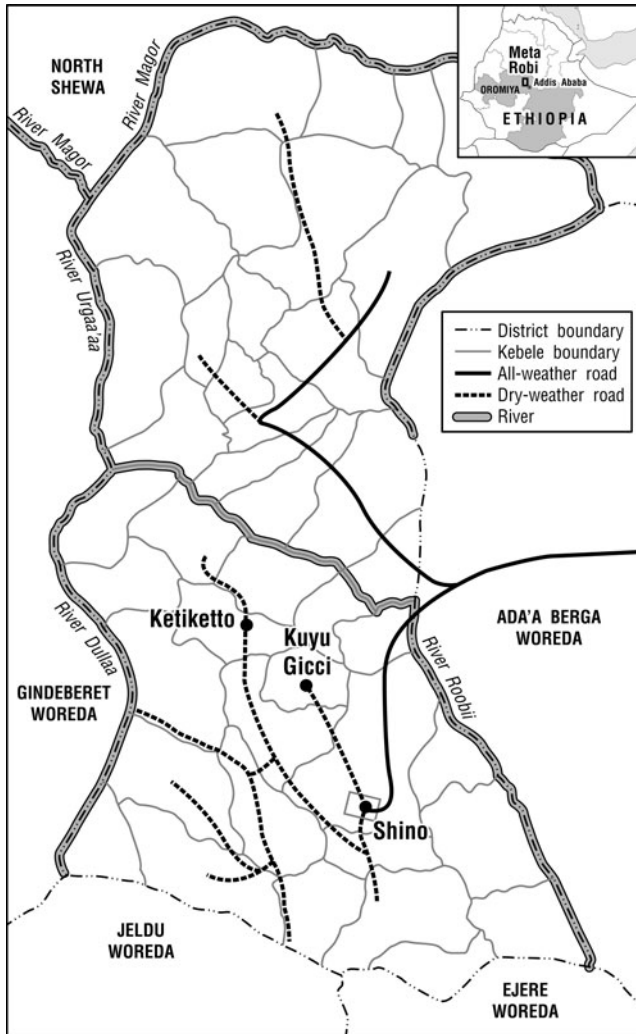 NORTH
SHEWA
River Magor
River Magor
River Urgaa'aa
Meta
Robi
Addis Ababa
OROMIYA
ETHIOPIA
District boundary
Kebele boundary
All-weather road
Dry-weather road
River
Ketiketto
Kuyu
Gicci
River Dullaa
GINDEBERET
WOREDA
ADA'A BERGA
WOREDA
River Roobii
Shino
JELDU
WOREDA
EJERE
WOREDA